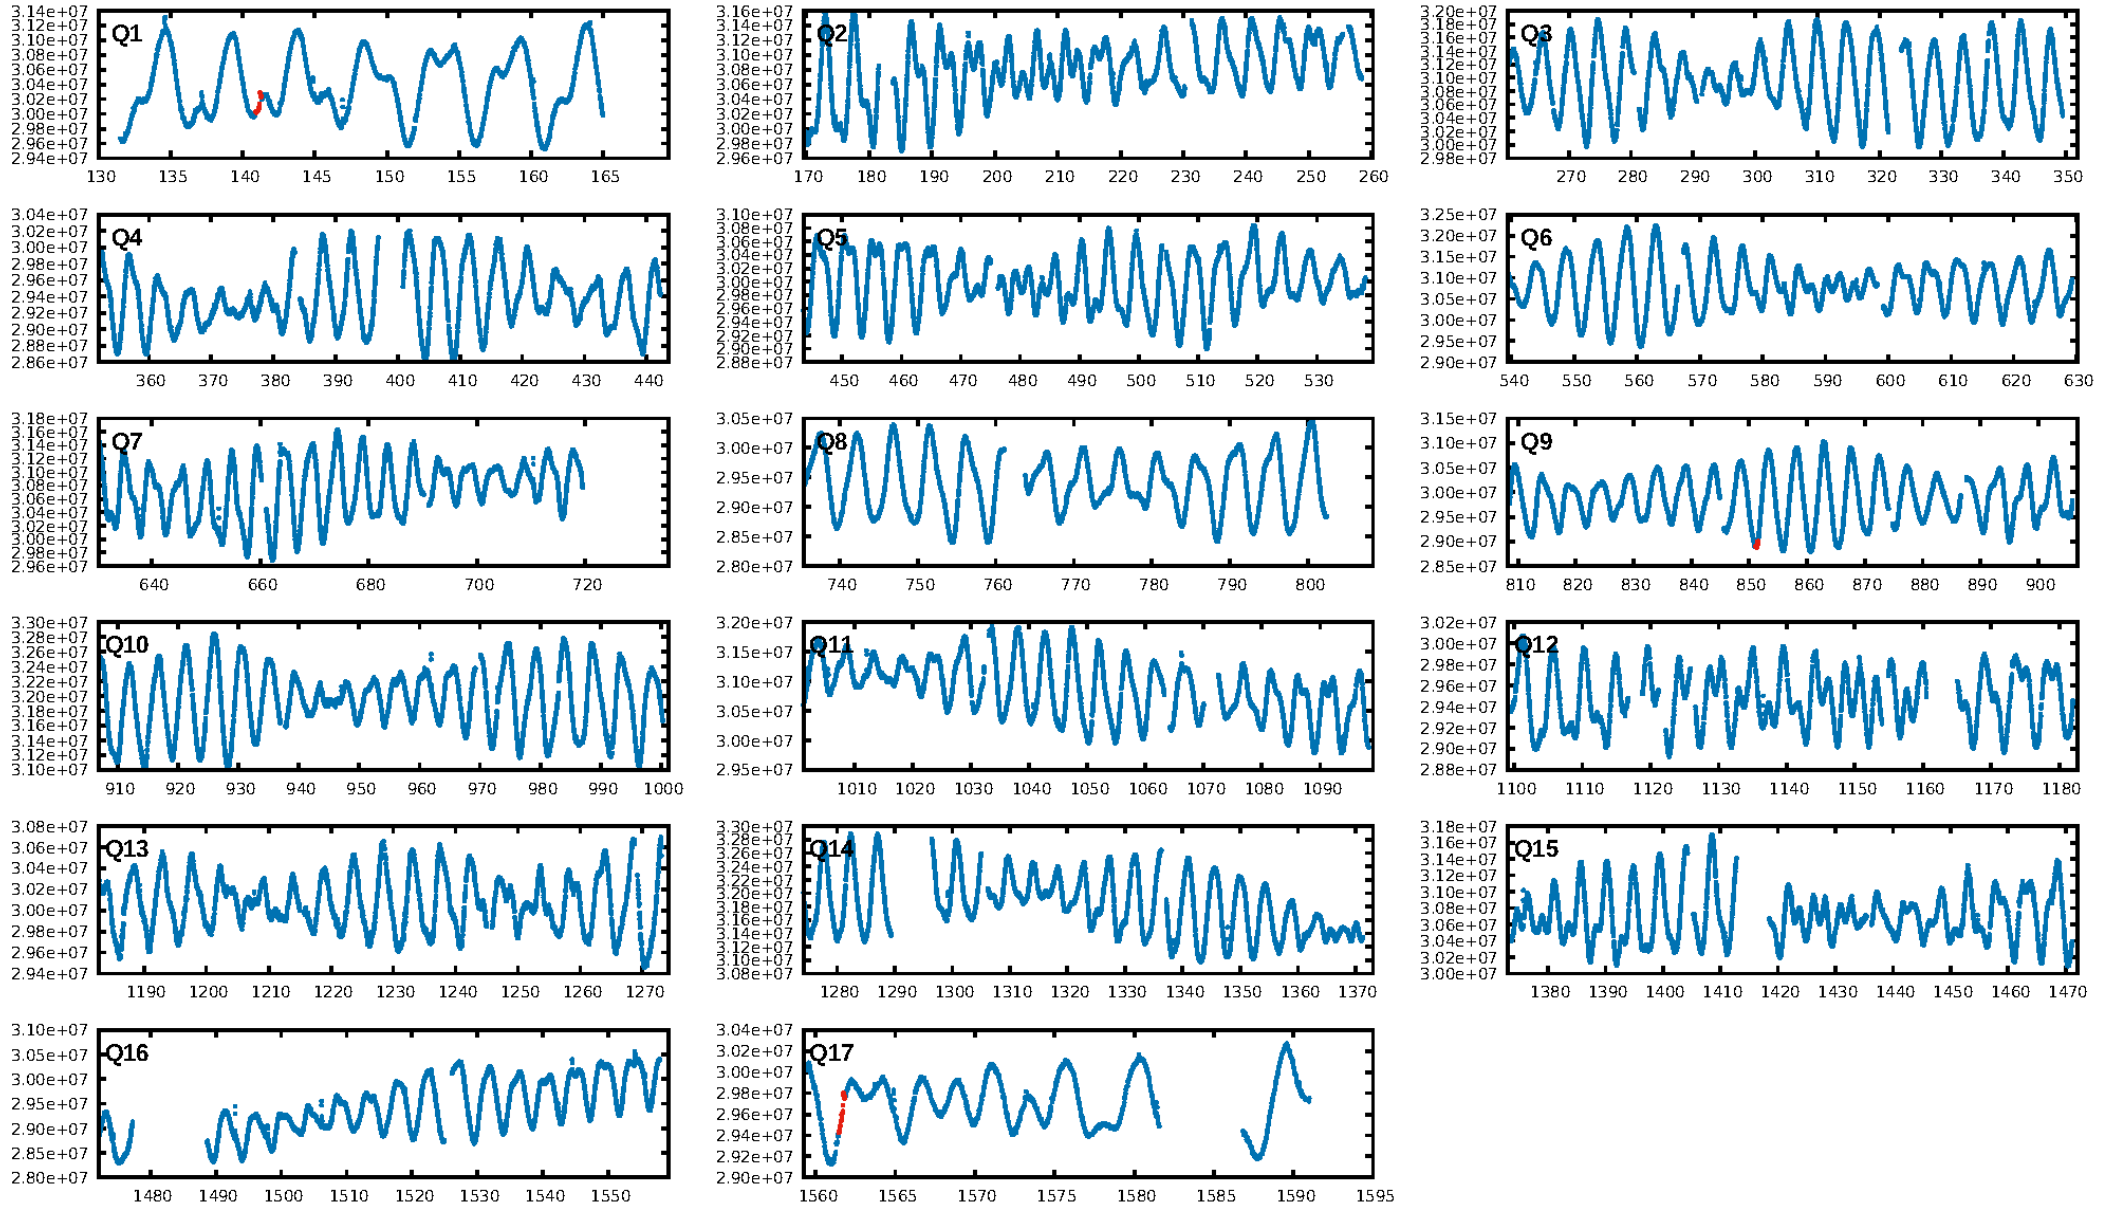 3.14e+07
3.12e+07
3.10e+07
3.08e+07
3.06e+07
3.04e+07
3.02e+07
3.00e+07
2.98e+07
2.96e+07
2.94e+07
Q1
130 135 140 145 150 155 160 165
3.16e+07
3.14e+07
3.12e+07
3.10e+07
3.08e+07
3.06e+07
3.04e+07
3.02e+07
3.00e+07
2.98e+07
2.96e+07
Q2
170 180 190 200 210 220 230 240 250 260
3.20e+07
3.18e+07
3.16e+07
3.14e+07
3.12e+07
3.10e+07
3.08e+07
3.06e+07
3.04e+07
3.02e+07
3.00e+07
2.98e+07
Q3
270 280 290 300 310 320 330 340 350
3.04e+07
3.02e+07
3.00e+07
2.98e+07
2.96e+07
2.94e+07
2.92e+07
2.90e+07
2.88e+07
2.86e+07
Q4
360 370 380 390 400 410 420 430 440
3.10e+07
3.08e+07
3.06e+07
3.04e+07
3.02e+07
3.00e+07
2.98e+07
2.96e+07
2.94e+07
2.92e+07
2.90e+07
2.88e+07
Q5
450 460 470 480 490 500 510 520 530
3.25e+07
3.20e+07
3.15e+07
3.10e+07
3.05e+07
3.00e+07
2.95e+07
2.90e+07
Q6
540 550 560 570 580 590 600 610 620 630
3.18e+07
3.16e+07
3.14e+07
3.12e+07
3.10e+07
3.08e+07
3.06e+07
3.04e+07
3.02e+07
3.00e+07
2.98e+07
2.96e+07
Q7
640 660 680 700 720
3.05e+07
3.00e+07
2.95e+07
2.90e+07
2.85e+07
2.80e+07
Q8
740 750 760 770 780 790 800
3.15e+07
3.10e+07
3.05e+07
3.00e+07
2.95e+07
2.90e+07
2.85e+07
Q9
810 820 830 840 850 860 870 880 890 900
3.30e+07
3.28e+07
3.26e+07
3.24e+07
3.22e+07
3.20e+07
3.18e+07
3.16e+07
3.14e+07
3.12e+07
3.10e+07
Q10
910 920 930 940 950 960 970 980 990 1000
3.20e+07
3.15e+07
3.10e+07
3.05e+07
3.00e+07
2.95e+07
Q11
1010 1020 1030 1040 1050 1060 1070 1080 1090
3.02e+07
3.00e+07
2.98e+07
2.96e+07
2.94e+07
2.92e+07
2.90e+07
2.88e+07
Q12
1100 1110 1120 1130 1140 1150 1160 1170 1180
3.08e+07
3.06e+07
3.04e+07
3.02e+07
3.00e+07
2.98e+07
2.96e+07
2.94e+07
Q13
1190 1200 1210 1220 1230 1240 1250 1260 1270
3.30e+07
3.28e+07
3.26e+07
3.24e+07
3.22e+07
3.20e+07
3.18e+07
3.16e+07
3.14e+07
3.12e+07
3.10e+07
3.08e+07
Q14
1280 1290 1300 1310 1320 1330 1340 1350 1360 1370
3.18e+07
3.16e+07
3.14e+07
3.12e+07
3.10e+07
3.08e+07
3.06e+07
3.04e+07
3.02e+07
3.00e+07
Q15
1380 1390 1400 1410 1420 1430 1440 1450 1460 1470
3.10e+07
3.05e+07
3.00e+07
2.95e+07
2.90e+07
2.85e+07
2.80e+07
Q16
1480 1490 1500 1510 1520 1530 1540 1550
3.04e+07
3.02e+07
3.00e+07
2.98e+07
2.96e+07
2.94e+07
2.92e+07
2.90e+07
Q17
1560 1565 1570 1575 1580 1585 1590 1595